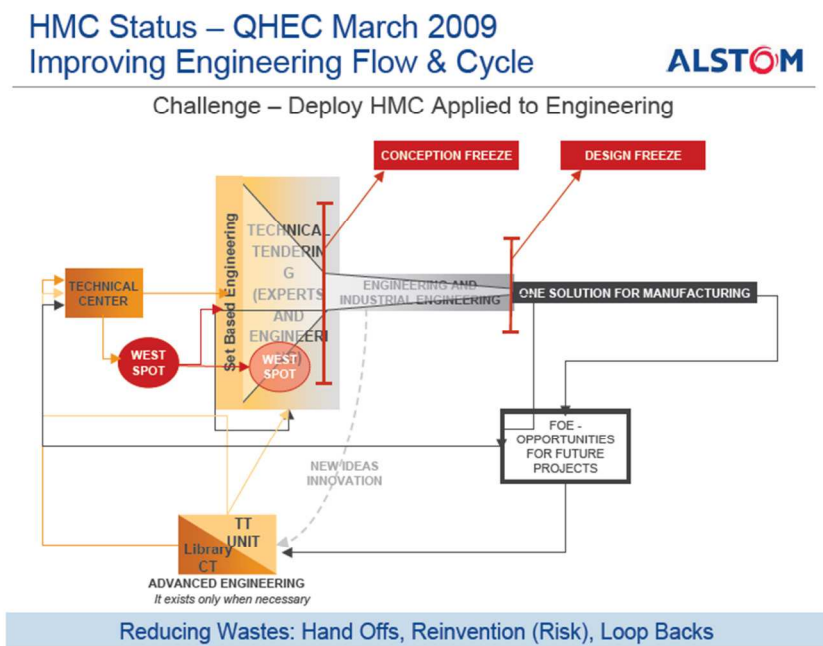 HMC Status – QHEC March 2009
Improving Engineering Flow & Cycle
ALSTOM
Challenge – Deploy HMC Applied to Engineering
CONCEPTION FREEZE
DESIGN FREEZE
Set Based Engineering
TECHNICAL
TENDERIN
G
(EXPERTS
AND
ENGINEERI
)
TECHNICAL
CENTER
ENGINEERING AND
INDUSTRIAL ENGINEERING
ONE SOLUTION FOR MANUFACTURING
WEST
SPOT
WEST
SPOT
FOE -
OPPORTUNITIES
FOR FUTURE
PROJECTS
NEW IDEAS
INNOVATION
TT
UNIT
Library
CT
ADVANCED ENGINEERING
It exists only when necessary
Reducing Wastes: Hand Offs, Reinvention (Risk), Loop Backs